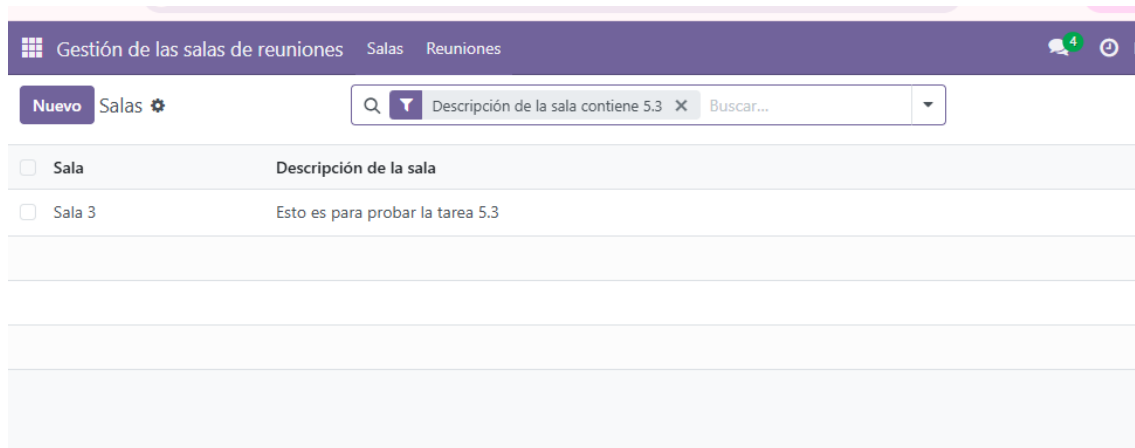 Gestión de las salas de reuniones Salas Reuniones 4
Nuevo Salas Descripción de la sala contiene 5.3 Buscar...
Sala Descripción de la sala
Sala 3 Esto es para probar la tarea 5.3